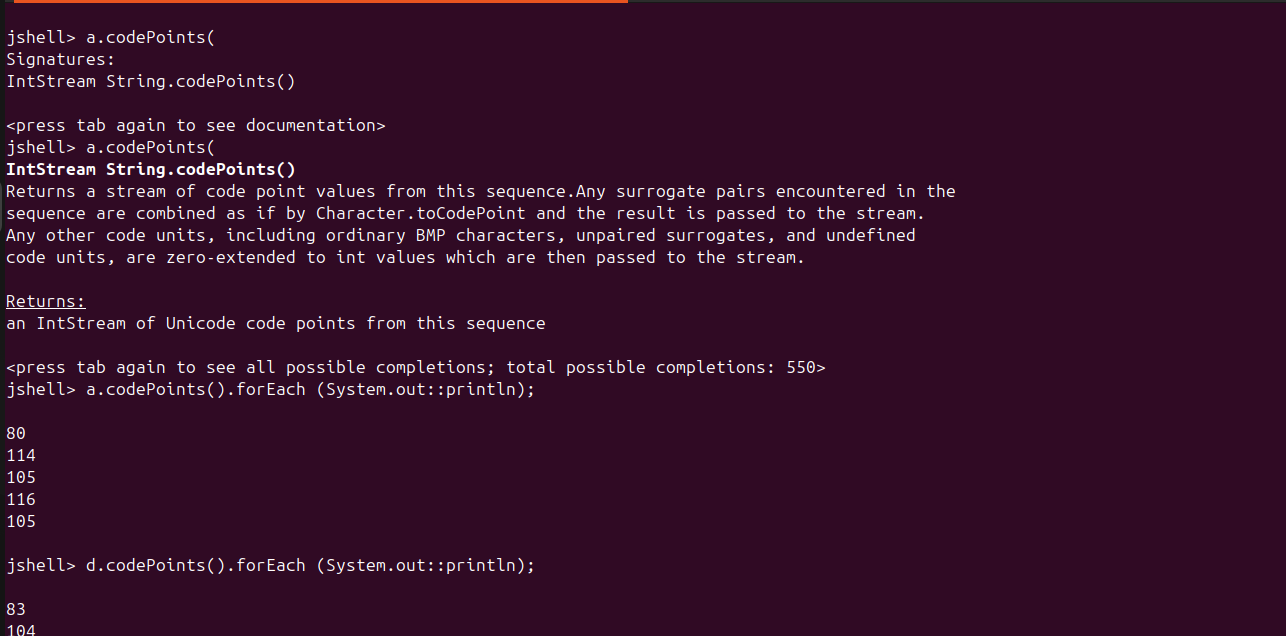 jshell> a.codePoints(
Signatures:
IntStream String.codePoints()
<press tab again to see documentation>
jshell> a.codePoints(
IntStream String.codePoints()
Returns a stream of code point values from this sequence.Any surrogate pairs encountered in the
sequence are combined as if by Character.toCodePoint and the result is passed to the stream.
Any other code units, including ordinary BMP characters, unpaired surrogates, and undefined
code units, are zero-extended to int values which are then passed to the stream.
Returns:
an IntStream of Unicode code points from this sequence
<press tab again to see all possible completions; total possible completions: 550>
jshell> a.codePoints().forEach (System.out::println);
80
114
105
116
105
jshell> d.codePoints().forEach (System.out::println);
83
104